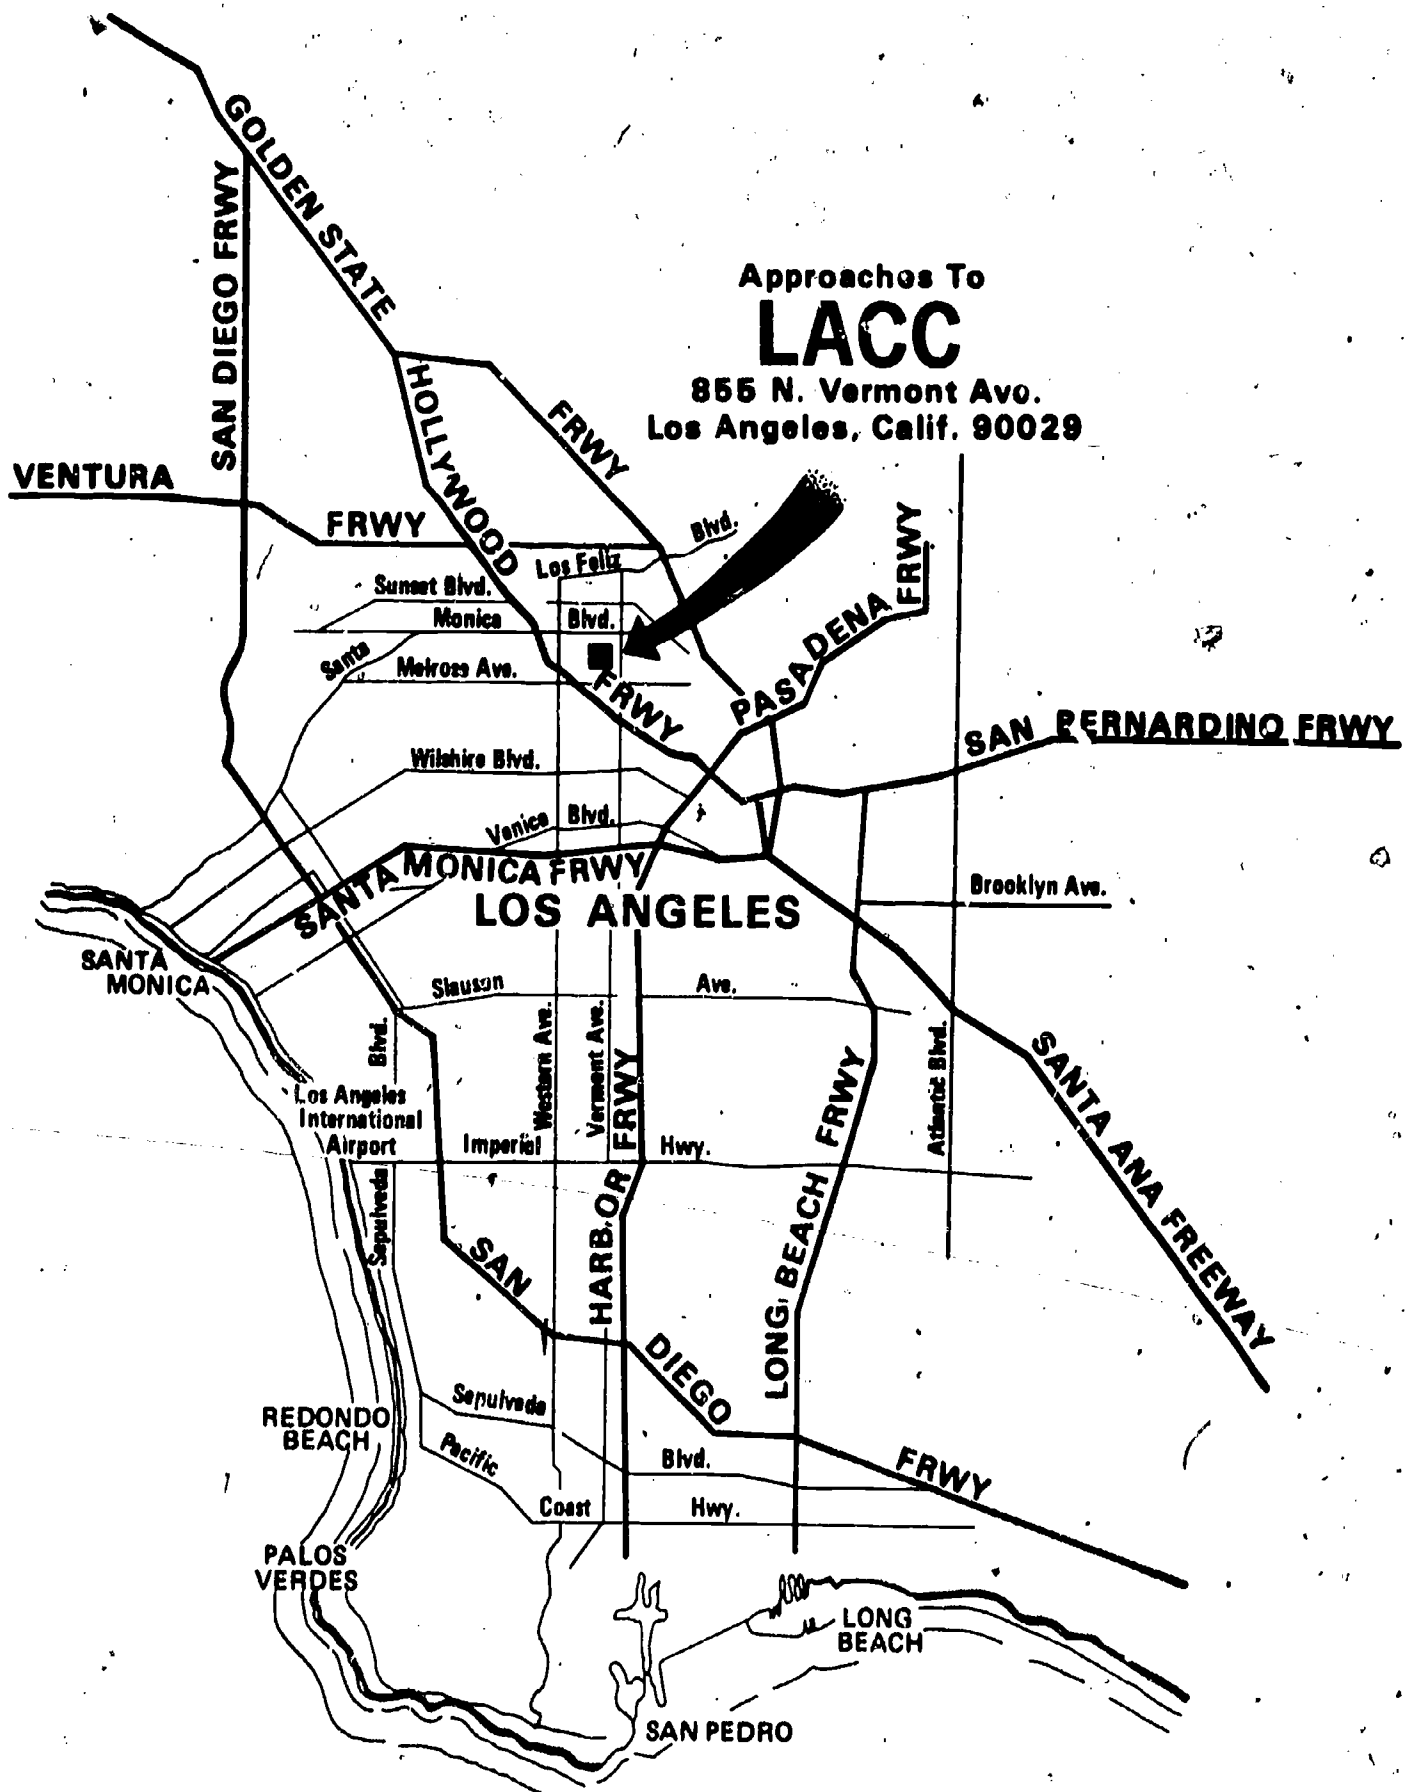 GOLDEN STATE
FRWY
SAN DIEGO FRWY
Approaches To
LACC
855 N. Vermont Ave.
Los Angeles, Calif. 90029
HOLLYWOOD
FRWY
VENTURA
FRWY
Los Feliz
Blvd.
PASADENA
FRWY
Sunset Blvd.
Santa
Monica
Blvd.
Melrose Ave.
SAN BERNARDINO FRWY
Wilshire Blvd.
Venice
Blvd.
SANTA MONICA FRWY
LOS ANGELES
Brooklyn Ave.
SANTA
MONICA
Slauson
Ave.
Blvd.
Western Ave.
Vermont Ave.
HARBOR FRWY
LONG BEACH FRWY
Atlantic Blvd.
SANTA ANA FREEWAY
Los Angeles
International
Airport
Imperial
Hwy.
Sepulveda
SAN
DIEGO
FRWY
REDONDO
BEACH
Sepulveda
Blvd.
Pacific
Coast
Hwy.
PALOS
VERDES
LONG
BEACH
SAN PEDRO